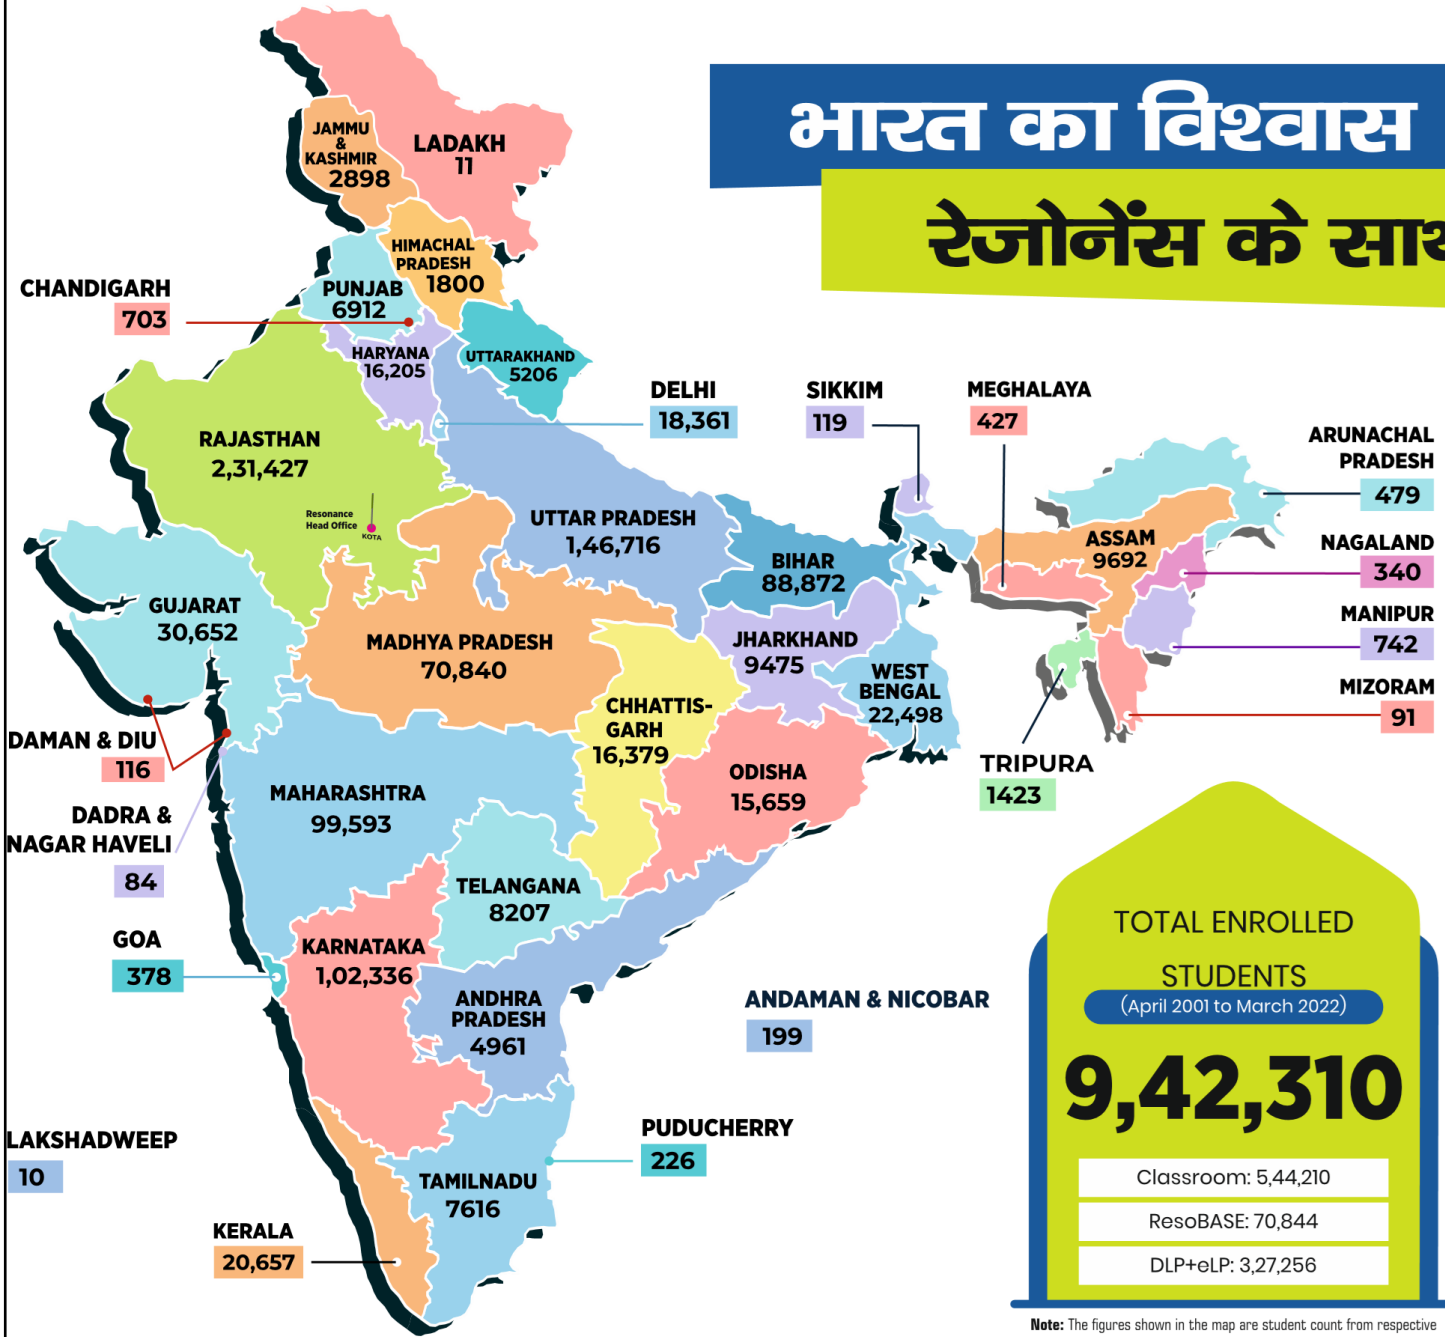 भारत का विश्वास
रेजोनेंस के
LADAKH
11
JAMMU
&
KASHMIR
2898
HIMACHAL
PRADESH
1800
PUNJAB
6912
CHANDIGARH
703
HARYANA
16,205
UTTARAKHAND
5206
DELHI
18,361
SIKKIM
119
MEGHALAYA
427
ARUNACHAL
PRADESH
479
RAJASTHAN
2,31,427
Resonance
Head Office
KOTA
UTTAR PRADESH
1,46,716
BIHAR
88,872
ASSAM
9692
NAGALAND
340
MANIPUR
742
MIZORAM
91
TRIPURA
1423
GUJARAT
30,652
MADHYA PRADESH
70,840
JHARKHAND
9475
WEST
BENGAL
22,498
CHHATTIS-
GARH
16,379
ODISHA
15,659
DAMAN & DIU
116
DADRA &
NAGAR HAVELI
84
MAHARASHTRA
99,593
TELANGANA
8207
GOA
378
KARNATAKA
1,02,336
ANDHRA
PRADESH
4961
ANDAMAN & NICOBAR
199
LAKSHADWEEP
10
PUDUCHERRY
226
TAMILNADU
7616
KERALA
20,657
TOTAL ENROLLED
STUDENTS
(April 2001 to March 2022)
9,42,310
Classroom: 5,44,210
ResoBASE: 70,844
DLP+eLP: 3,27,256
Note: The figures shown in the map are student count from respective